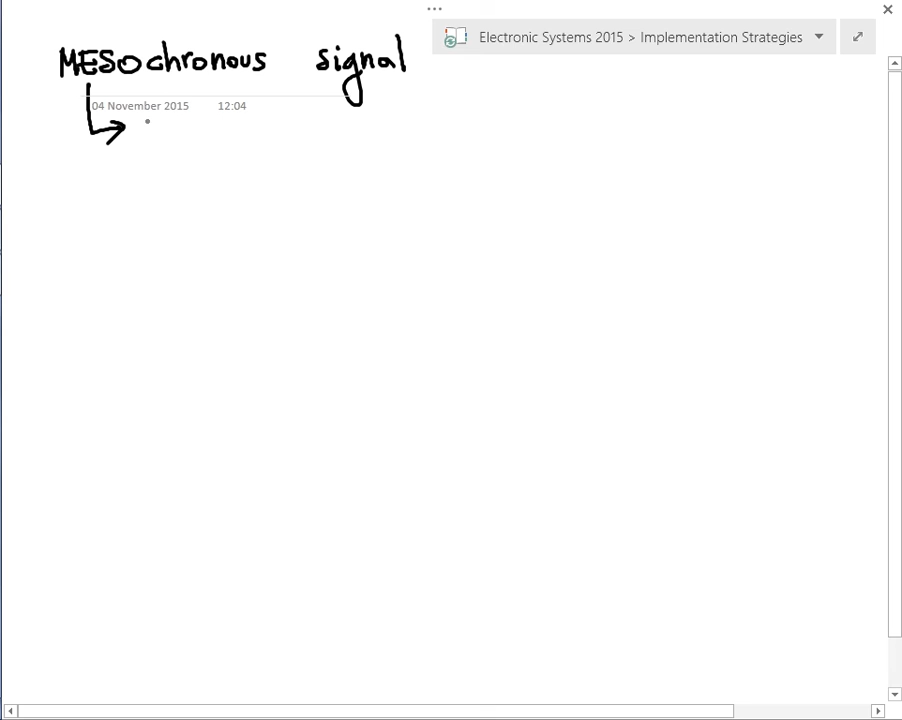 Electronic Systems 2015 > Implementation Strategies
MESochronous signal
04 November 2015 12:04